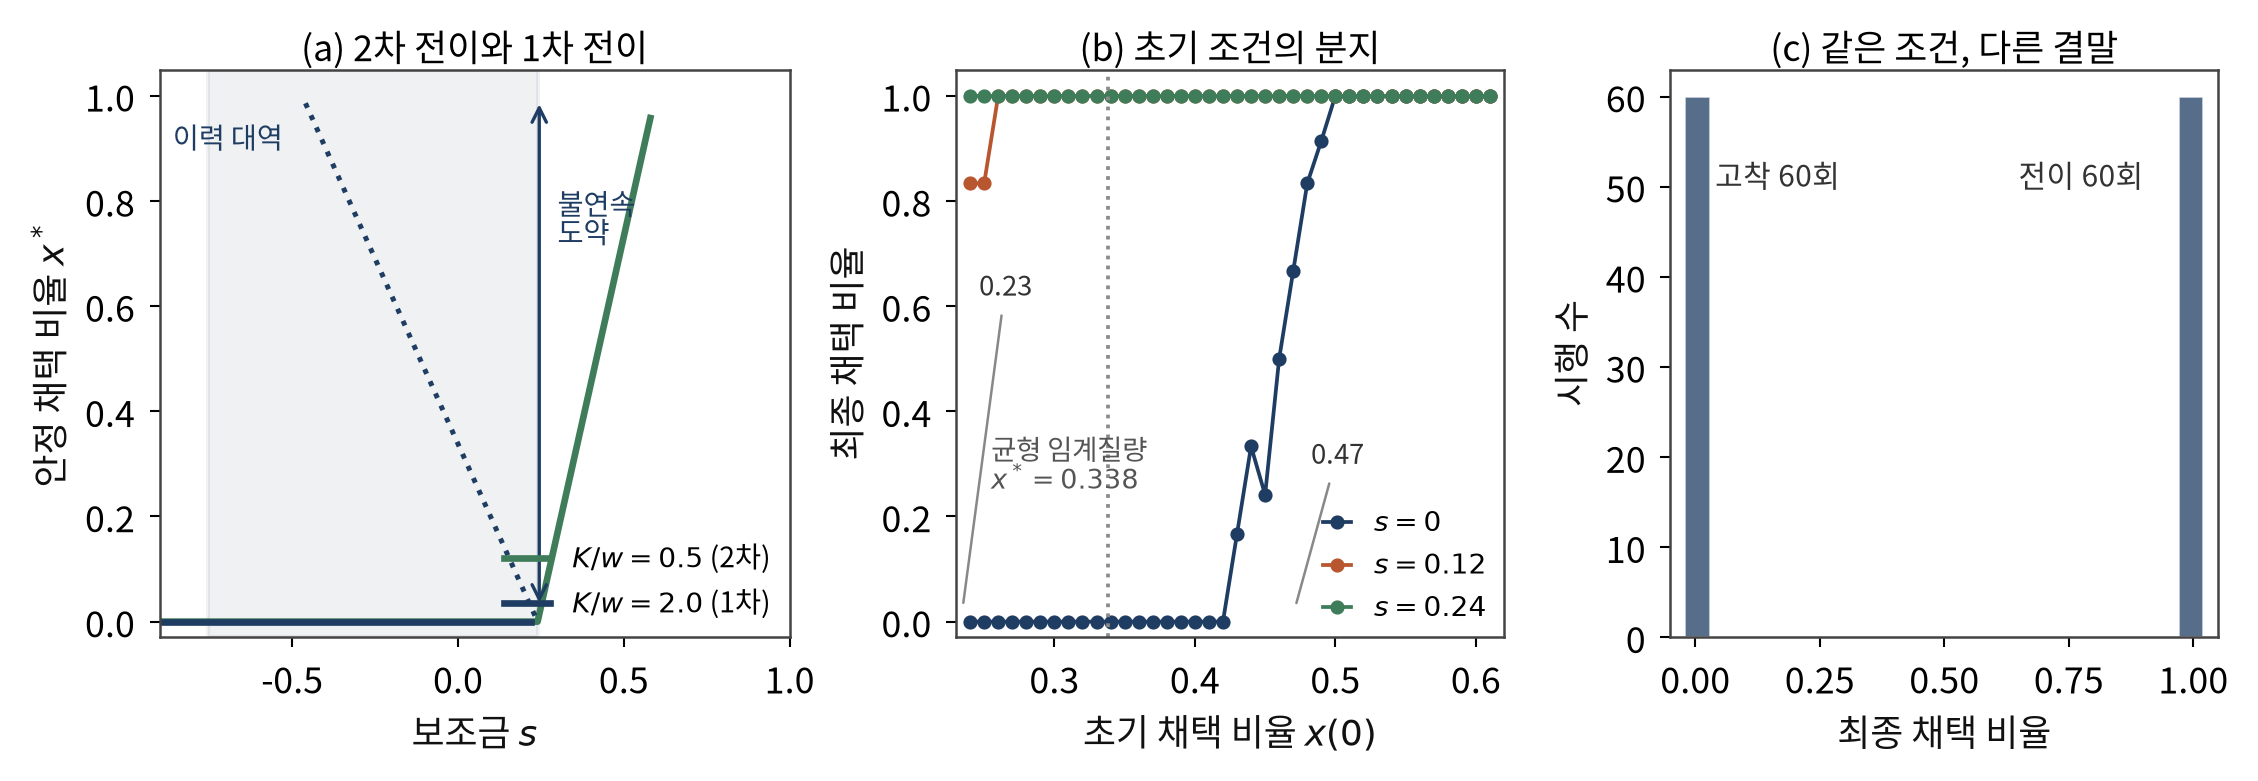 (a) 2차 전이와 1차 전이
안정 채택 비율 x*
1.0
0.8
0.6
0.4
0.2
0.0
이력 대역
불연속
도약
K/w = 0.5 (2차)
K/w = 2.0 (1차)
-0.5
0.0
0.5
1.0
보조금 s
(b) 초기 조건의 분지
최종 채택 비율
1.0
0.8
0.6
0.4
0.2
0.0
0.23
균형 임계질량
x* = 0.338
0.47
s = 0
s = 0.12
s = 0.24
0.3
0.4
0.5
0.6
초기 채택 비율 x(0)
(c) 같은 조건, 다른 결말
시행 수
60
50
40
30
20
10
0
고착 60회
전이 60회
0.00
0.25
0.50
0.75
1.00
최종 채택 비율